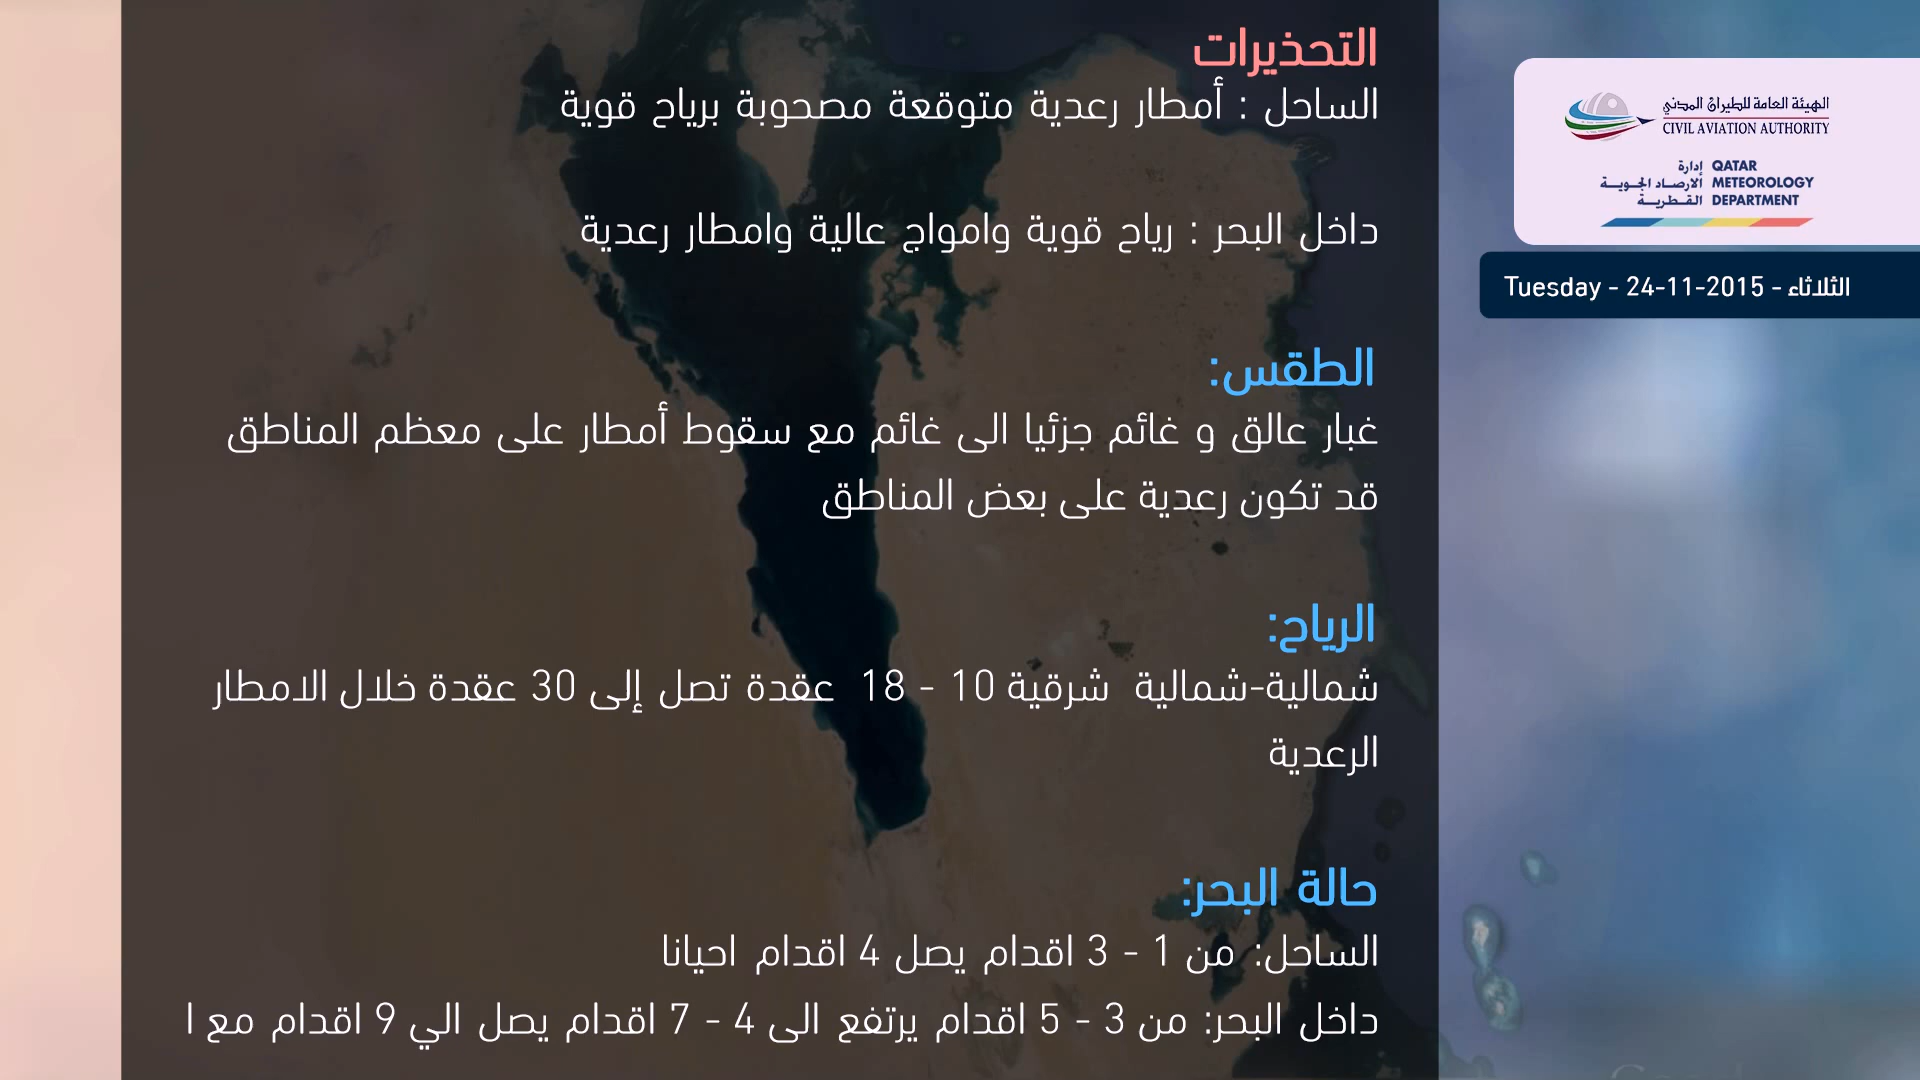 التحذيرات
الساحل : أمطار رعدية متوقعة مصحوبة برياح قوية
داخل البحر : رياح قوية وامواج عالية وامطار رعدية
الطقس:
غبار عالق و غائم جزئيا الى غائم مع سقوط أمطار على معظم المناطق
قد تكون رعدية على بعض المناطق
الرياح:
شمالية-شمالية شرقية 10 - 18 عقدة تصل إلى 30 عقدة خلال الامطار
الرعدية
حالة البحر:
الساحل: من 1 - 3 اقدام يصل 4 اقدام احيانا
داخل البحر: من 3 - 5 اقدام يرتفع الى 4 - 7 اقدام يصل الي 9 اقدام مع ا
الهيئة العامة للطيران المدني
CIVIL AVIATION AUTHORITY
إدارة QATAR
الارصاد الجوية METEOROLOGY
القطرية DEPARTMENT
Tuesday - 24-11-2015 - الثلاثاء